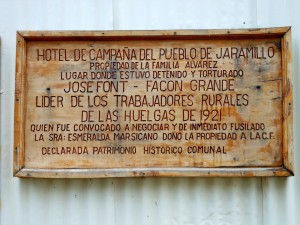 HOTEL DE CAMPAÑA DEL PUEBLO DE JARAMILLO
PROPIEDAD DE LA FAMILIA ALVAREZ
LUGAR DONDE ESTUVO DETENIDO Y TORTURADO
JOSE FONT - FACON GRANDE
LIDER DE LOS TRABAJADORES RURALES
DE LAS HUELGAS DE 1921
QUIEN FUE CONVOCADO A NEGOCIAR Y DE INMEDIATO FUSILADO
LA SRA: ESMERALDA MARSICANO DONO LA PROPIEDAD A LA C.F.
DECLARADA PATRIMONIO HISTORICO COMUNAL